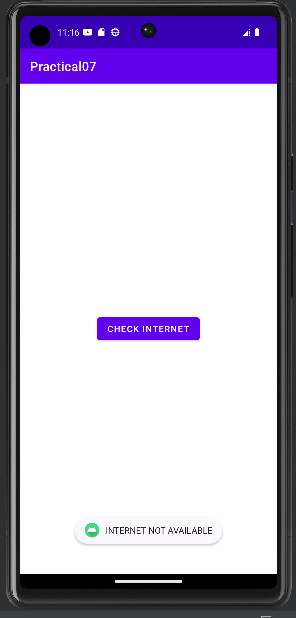 11:16
Practical07
CHECK INTERNET
INTERNET NOT AVAILABLE